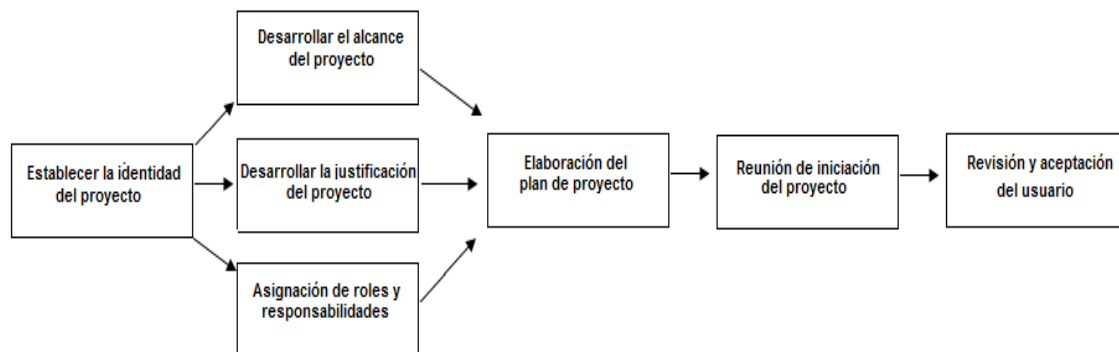 Desarrollar el alcance
del proyecto
Establecer la identidad
del proyecto
Desarrollar la justificación
del proyecto
Asignación de roles y
responsabilidades
Elaboración del
plan de proyecto
Reunión de iniciación
del proyecto
Revisión y aceptación
del usuario